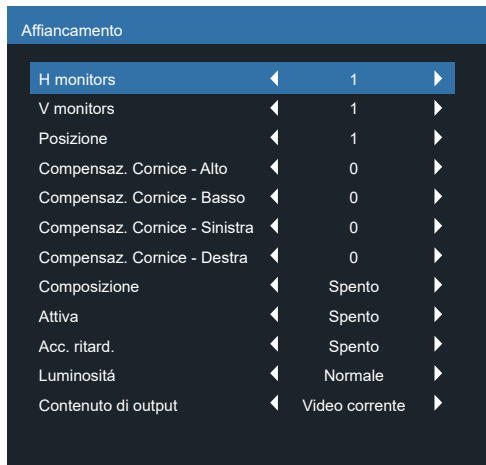 Affiancamento
H monitors 1
V monitors 1
Posizione 1
Compensaz. Cornice - Alto 0
Compensaz. Cornice - Basso 0
Compensaz. Cornice - Sinistra 0
Compensaz. Cornice - Destra 0
Composizione Spento
Attiva Spento
Acc. ritard. Spento
Luminositá Normale
Contenuto di output Video corrente